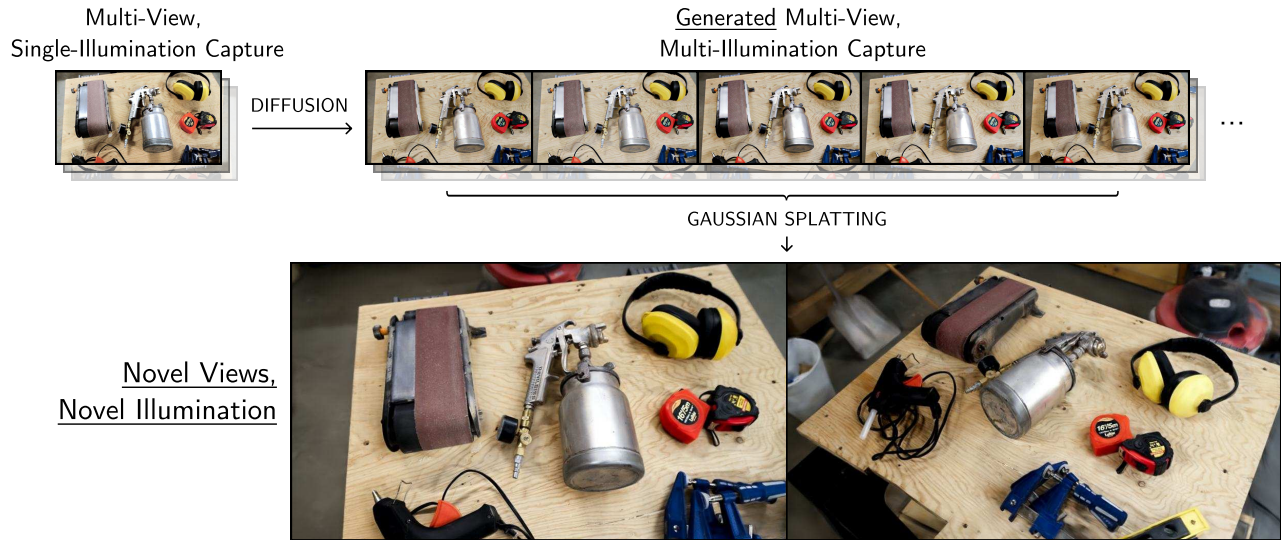 Multi-View,
Single-Illumination Capture
Generated Multi-View,
Multi-Illumination Capture
DIFFUSION
...
GAUSSIAN SPLATTING
Novel Views,
Novel Illumination